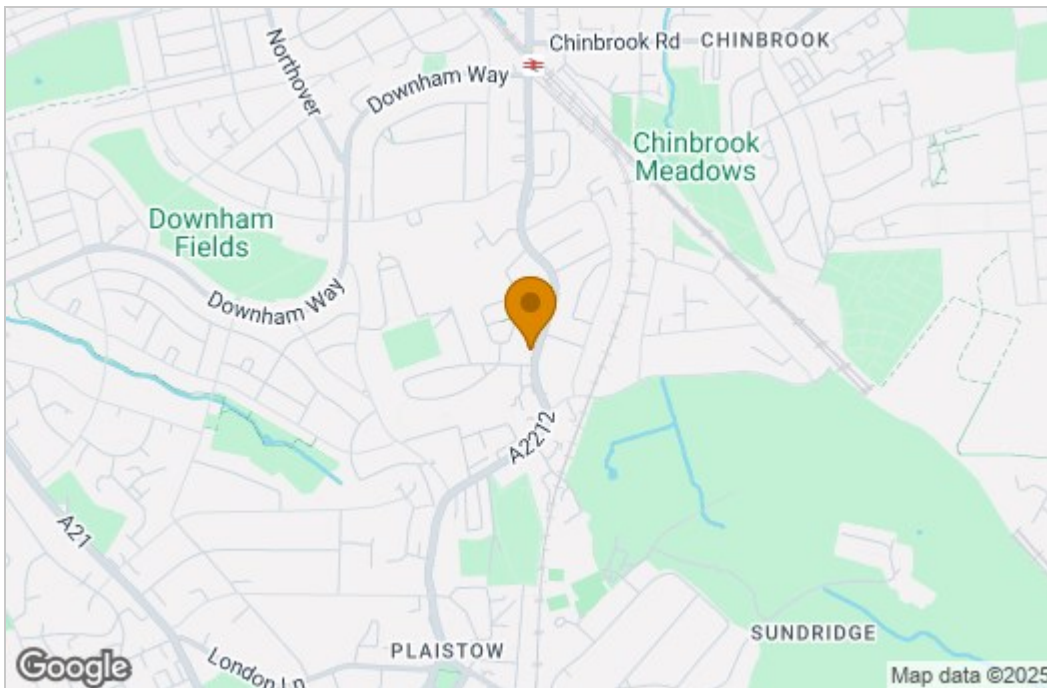 Chinbrook Rd
CHINBROOK
Northover
Downham Way
Chinbrook
Meadows
Downham
Fields
Downham Way
A2212
A21
SUNDRIDGE
PLAISTOW
London Ln
Google
Map data ©2025